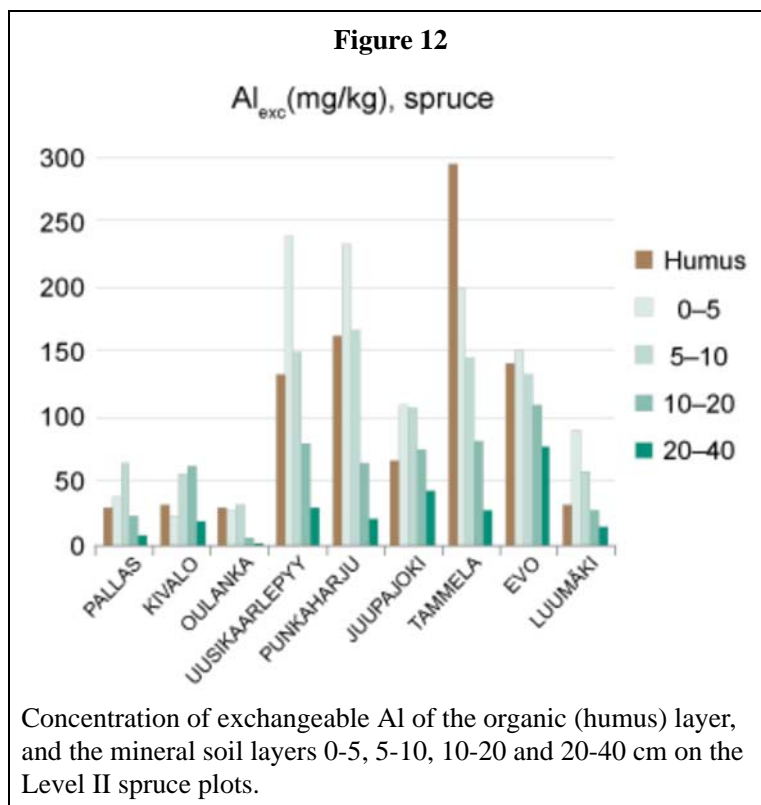 Figure 12
Al exc (mg/kg), spruce
300
250
200
150
100
50
0
Humus
0–5
5–10
10–20
20–40
PALLAS
KIVALO
OULANKA
UUSIKAARLEPYY
PUNKAHARJU
JUUPAJOKI
TAMMELA
EVO
LUUMÄKI
Concentration of exchangeable Al of the organic (humus) layer,
and the mineral soil layers 0-5, 5-10, 10-20 and 20-40 cm on the
Level II spruce plots.